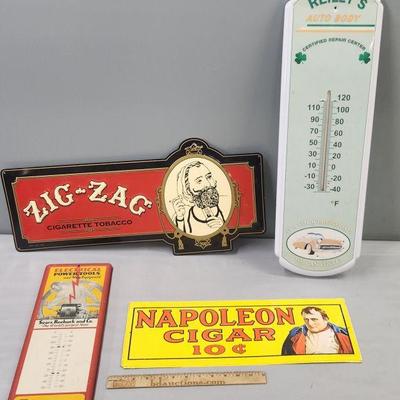 REILLY'S
AUTO BODY
CERTIFIED REPAIR CENTER
120
110
100
90
80
70
60
50
40
30
20
10
0
-10
-20
-30
-40
°F
ZIG-ZAG
CIGARETTE TOBACCO
ELECTRICAL
POWER TOOLS
Sears, Roebuck and Co.
NAPOLEON
CIGAR
10¢